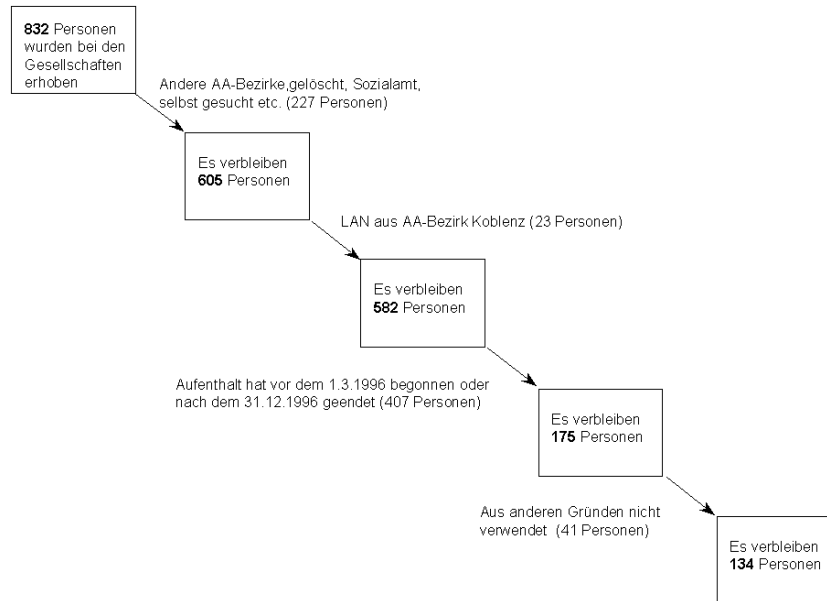 832 Personen
wurden bei den
Gesellschaften
erhoben
Andere AA-Bezirke,gelöscht, Sozialamt,
selbst gesucht etc. (227 Personen)
Es verbleiben
605 Personen
LAN aus AA-Bezirk Koblenz (23 Personen)
Es verbleiben
582 Personen
Aufenthalt hat vor dem 1.3.1996 begonnen oder
nach dem 31.12.1996 geendet (407 Personen)
Es verbleiben
175 Personen
Aus anderen Gründen nicht
verwendet (41 Personen)
Es verbleiben
134 Personen